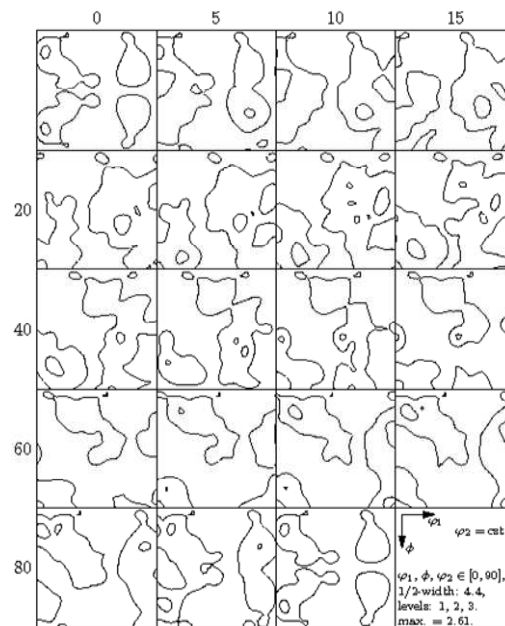 0 5 10 15
20
40
60
80
φ₁
φ₂ = cst
ϕ
φ₁, ϕ, φ₂ ∈ [0, 90],
1/2-width: 4.4,
levels: 1, 2, 3.
max. = 2.61.